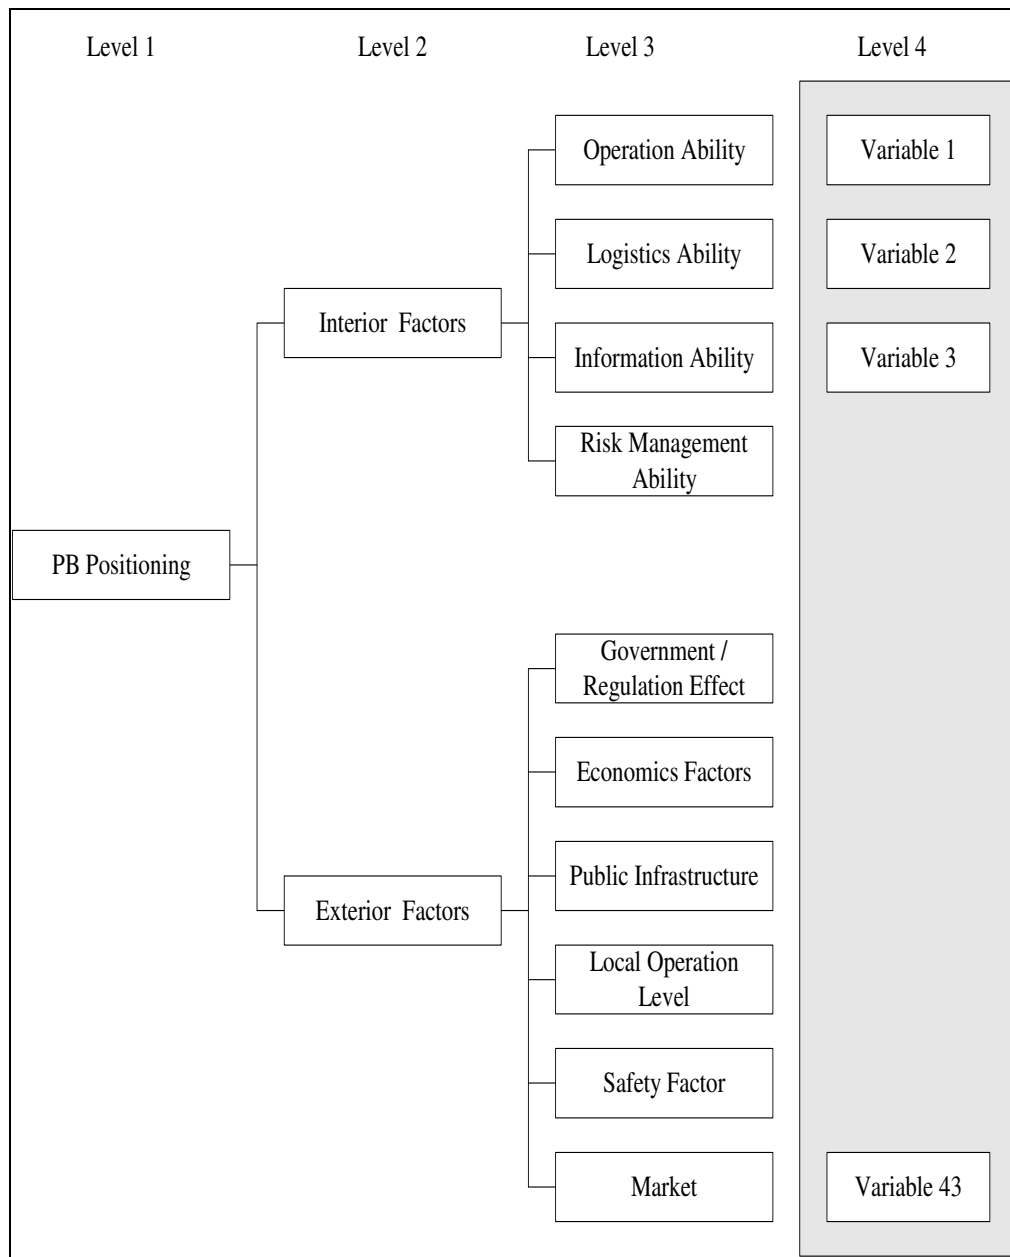 Level 1
Level 2
Level 3
Level 4
Operation Ability
Variable 1
Logistics Ability
Variable 2
Interior Factors
Information Ability
Variable 3
Risk Management
Ability
PB Positioning
Government /
Regulation Effect
Economics Factors
Public Infrastructure
Exterior Factors
Local Operation
Level
Safety Factor
Market
Variable 43